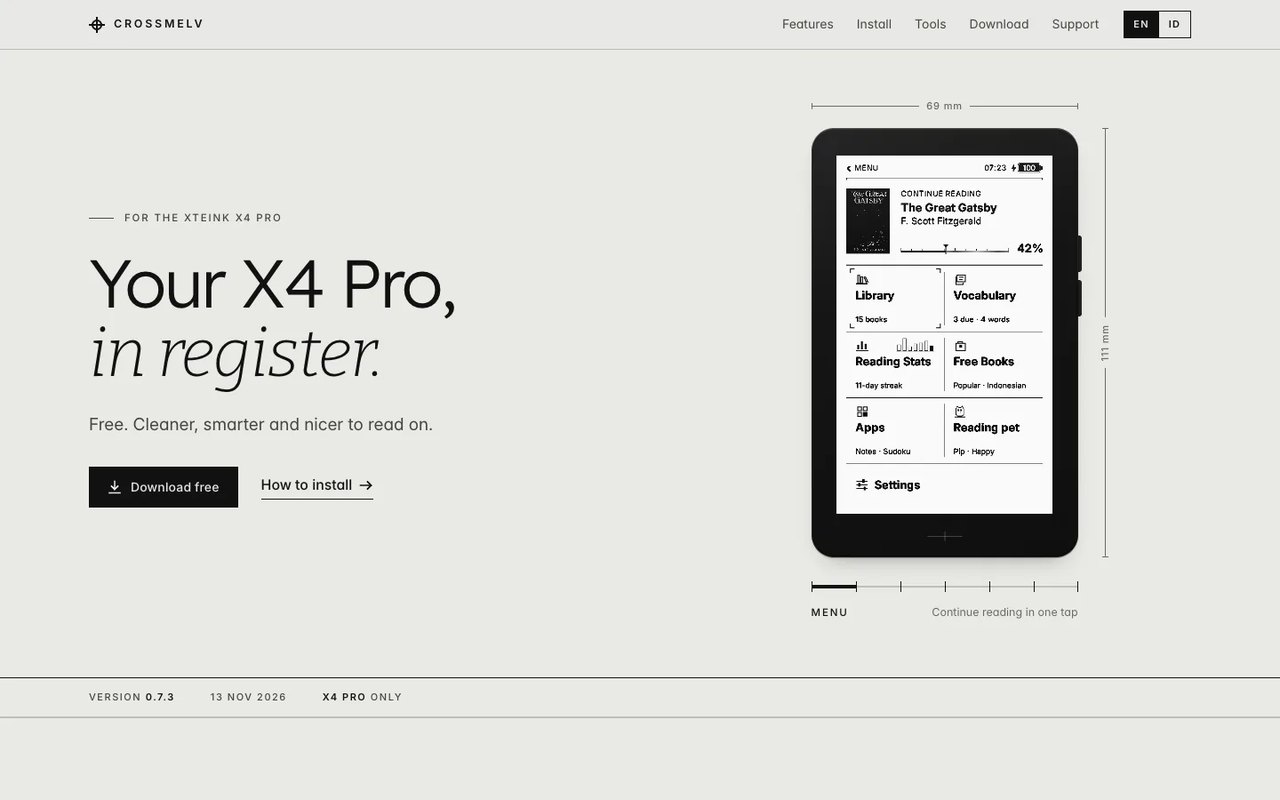 CROSSMELV
Features Install Tools Download Support EN ID
69 mm
‹ MENU 07:23 100
The Great GATSBY
CONTINUE READING
The Great Gatsby
F. Scott Fitzgerald
42%
Library
15 books
Vocabulary
3 due · 4 words
Reading Stats
11-day streak
Free Books
Popular · Indonesian
Apps
Notes · Sudoku
Reading pet
Pip · Happy
Settings
111 mm
FOR THE XTEINK X4 PRO
Your X4 Pro,
in register.
Free. Cleaner, smarter and nicer to read on.
Download free
How to install →
MENU Continue reading in one tap
VERSION 0.7.3 13 NOV 2026 X4 PRO ONLY